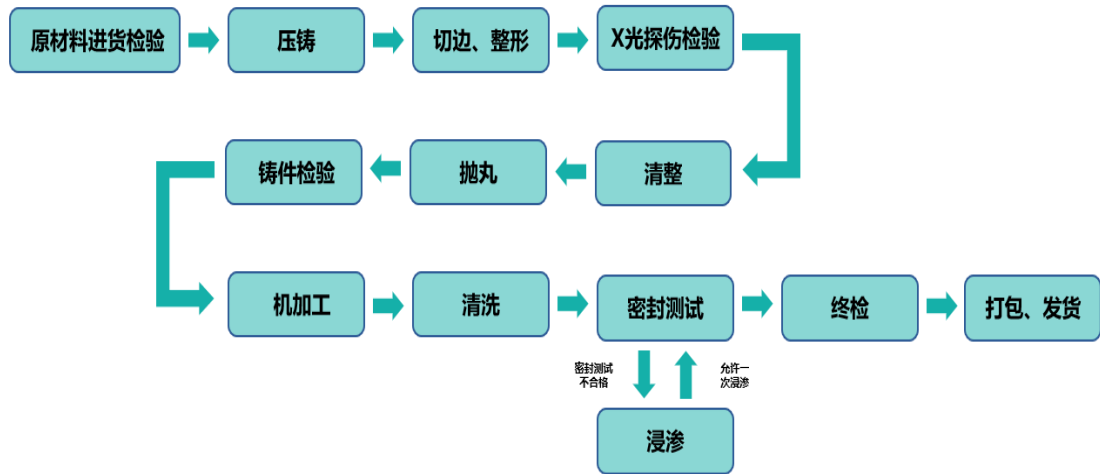 原材料进货检验
压铸
切边、整形
X光探伤检验
清整
抛丸
铸件检验
机加工
清洗
密封测试
终检
打包、发货
密封测试
不合格
允许一
次浸渗
浸渗